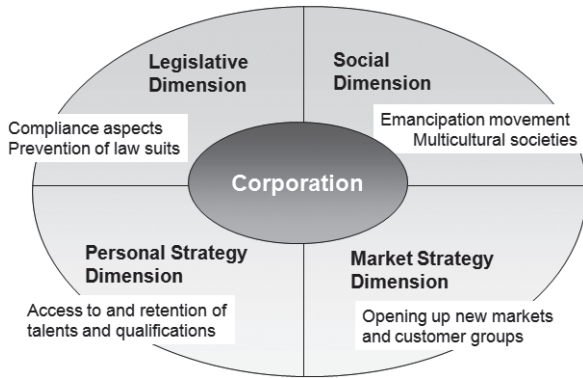 Legislative
Dimension
Compliance aspects
Prevention of law suits
Social
Dimension
Emancipation movement
Multicultural societies
Corporation
Personal Strategy
Dimension
Access to and retention of
talents and qualifications
Market Strategy
Dimension
Opening up new markets
and customer groups